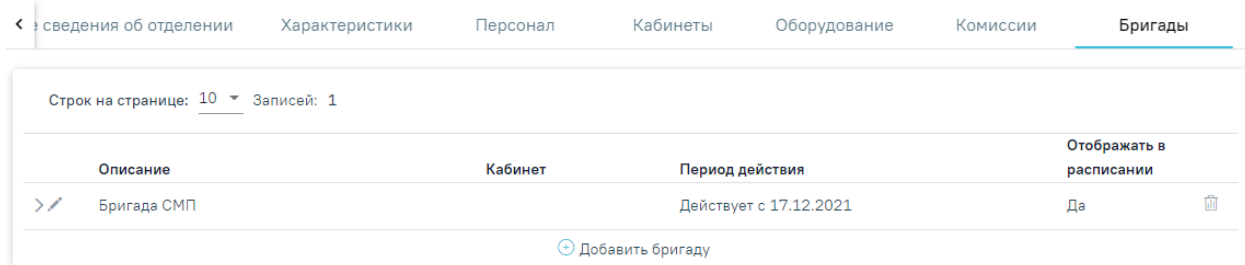 сведения об отделении Характеристики Персонал Кабинеты Оборудование Комиссии Бригады
Строк на странице: 10 Записей: 1
Описание Кабинет Период действия Отображать в расписании
Бригада СМП Действует с 17.12.2021 Да
Добавить бригаду